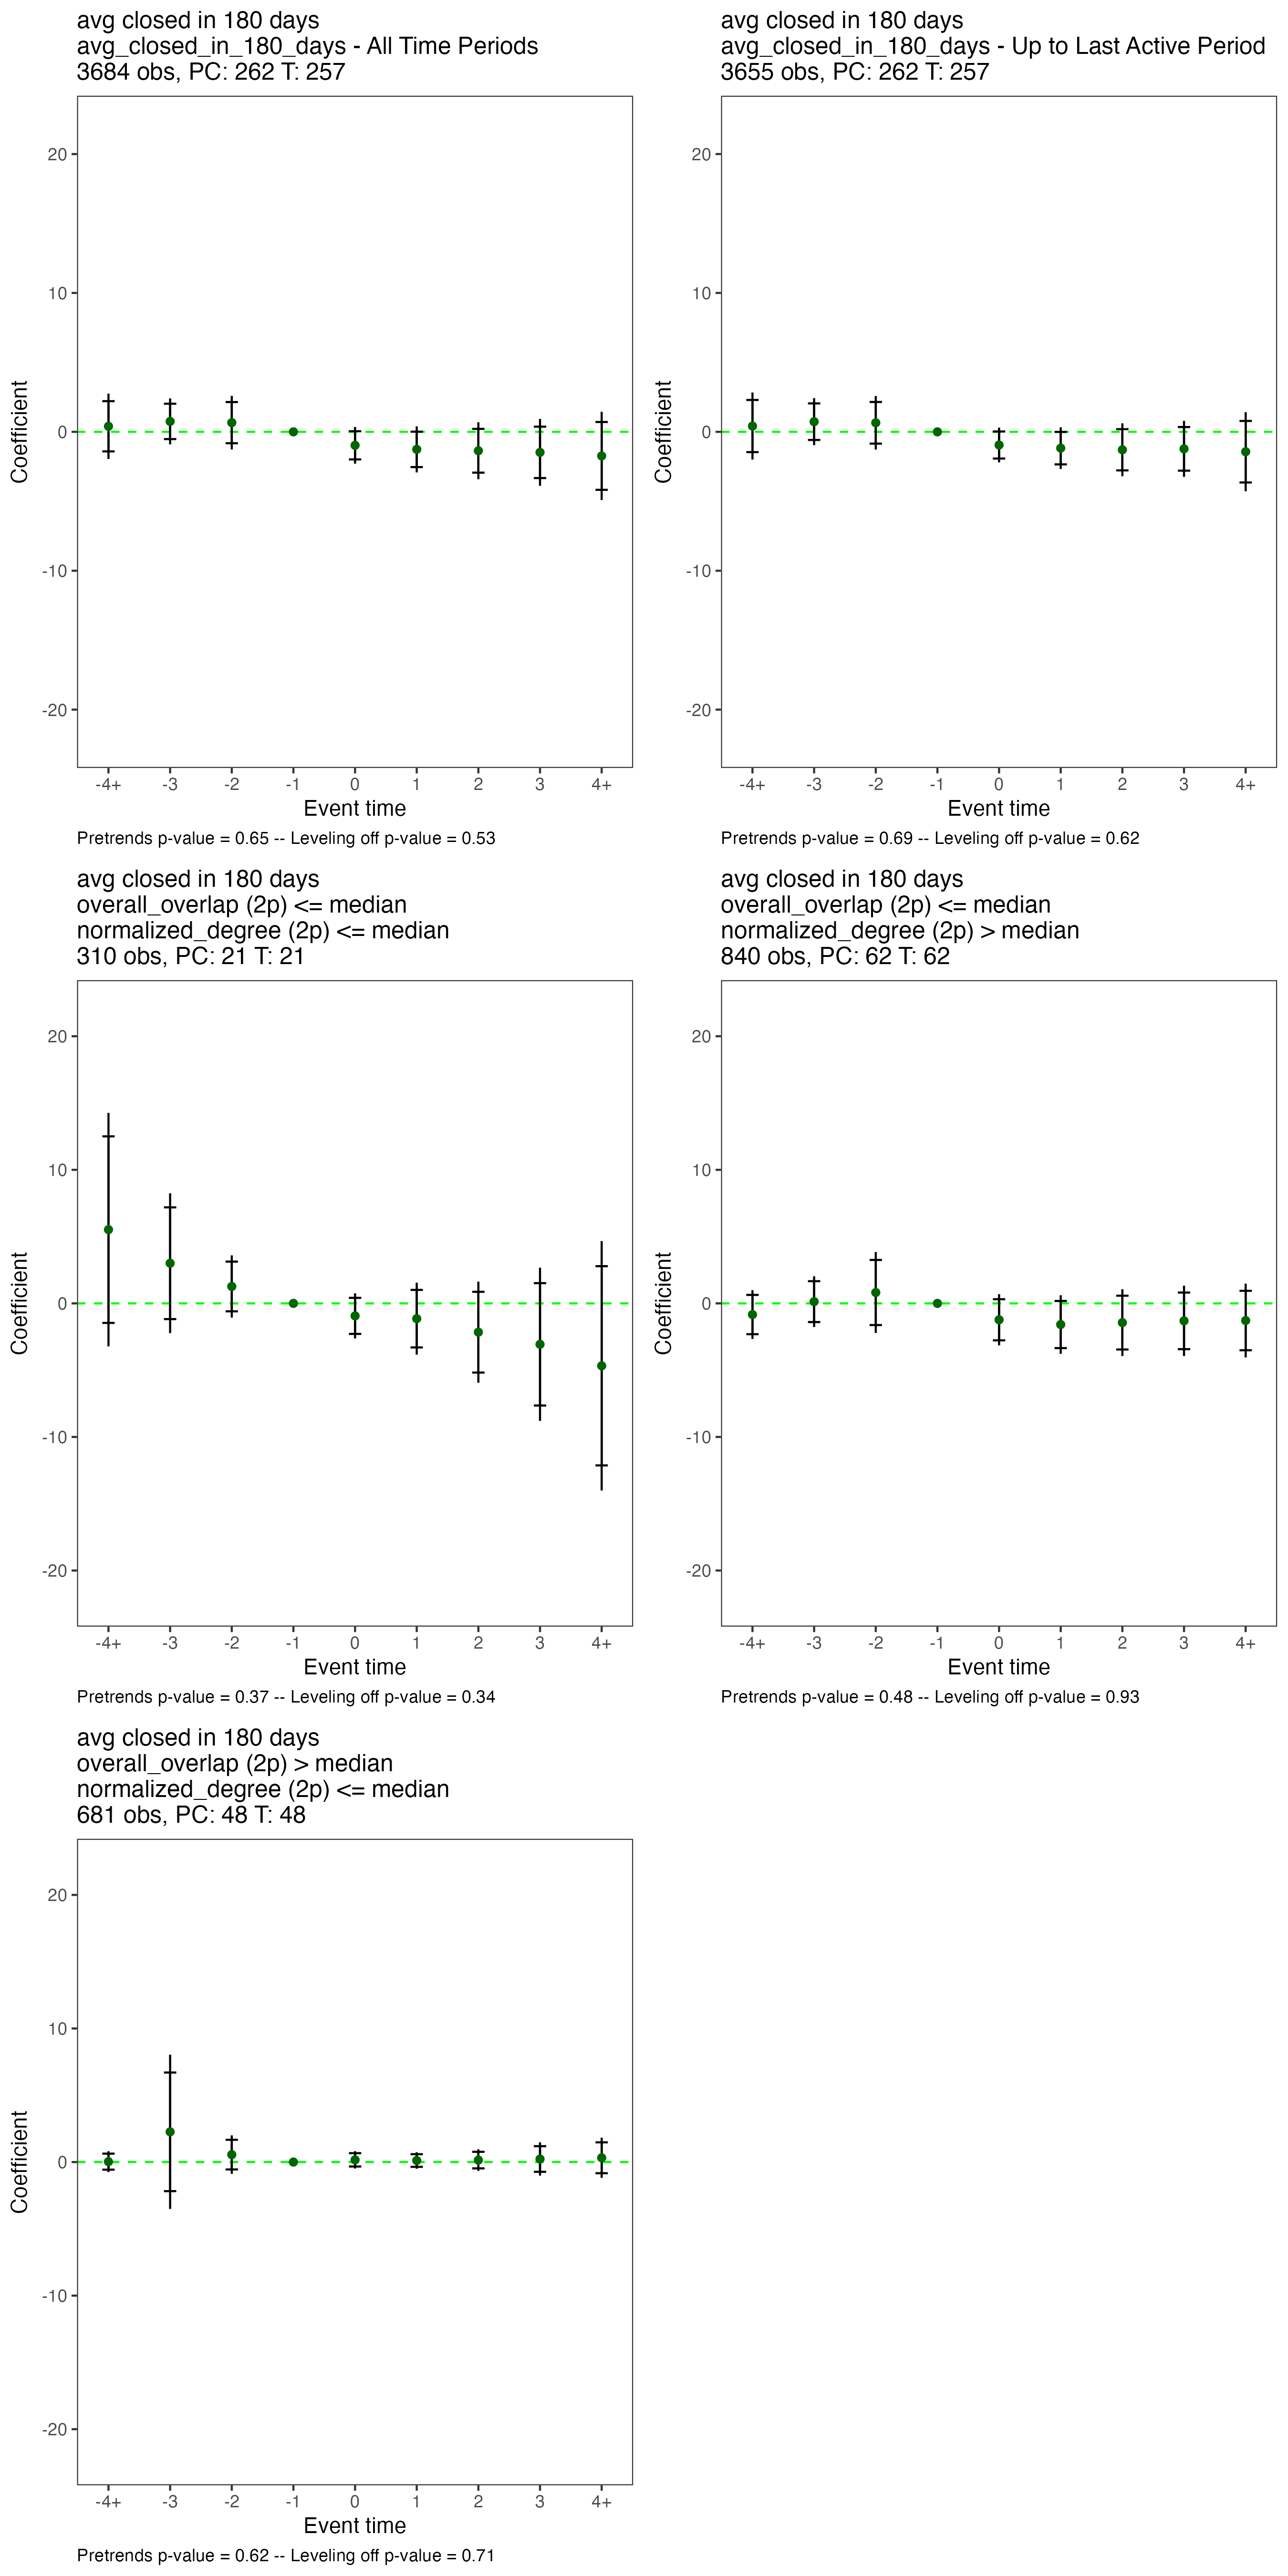 avg closed in 180 days
avg_closed_in_180_days - All Time Periods
3684 obs, PC: 262 T: 257
20
10
0
-10
-20
Coefficient
-4+ -3 -2 -1 0 1 2 3 4+
Event time
Pretrends p-value = 0.65 -- Leveling off p-value = 0.53
avg closed in 180 days
avg_closed_in_180_days - Up to Last Active Period
3655 obs, PC: 262 T: 257
20
10
0
-10
-20
Coefficient
-4+ -3 -2 -1 0 1 2 3 4+
Event time
Pretrends p-value = 0.69 -- Leveling off p-value = 0.62
avg closed in 180 days
overall_overlap (2p) <= median
normalized_degree (2p) <= median
310 obs, PC: 21 T: 21
20
10
0
-10
-20
Coefficient
-4+ -3 -2 -1 0 1 2 3 4+
Event time
Pretrends p-value = 0.37 -- Leveling off p-value = 0.34
avg closed in 180 days
overall_overlap (2p) <= median
normalized_degree (2p) > median
840 obs, PC: 62 T: 62
20
10
0
-10
-20
Coefficient
-4+ -3 -2 -1 0 1 2 3 4+
Event time
Pretrends p-value = 0.48 -- Leveling off p-value = 0.93
avg closed in 180 days
overall_overlap (2p) > median
normalized_degree (2p) <= median
681 obs, PC: 48 T: 48
20
10
0
-10
-20
Coefficient
-4+ -3 -2 -1 0 1 2 3 4+
Event time
Pretrends p-value = 0.62 -- Leveling off p-value = 0.71